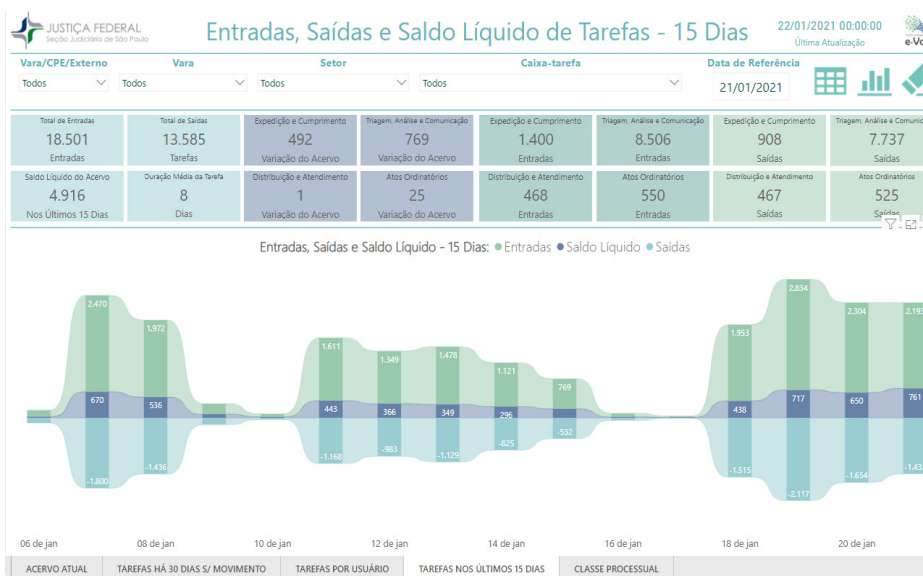 JUSTIÇA FEDERAL
Seção Judiciário de São Paulo
Entradas, Saídas e Saldo Líquido de Tarefas - 15 Dias
22/01/2021 00:00:00
Última Atualização
Vara/CPE/Externo Vara Setor Caixa-tarefa Data de Referência
Todos Todos Todos Todos 21/01/2021
Total de Entradas Total de Saídas Expedição e Cumprimento Triagem, Análise e Comunicação Expedição e Cumprimento Triagem, Análise e Comunicação Expedição e Cumprimento Triagem, Análise e
18.501 13.585 492 769 1.400 8.506 908 7.737
Entradas Tarefas Variação do Acervo Variação do Acervo Entradas Entradas Saídas Saídas
Saldo Líquido do Acervo Duração Média da Tarefa Distribuição e Atendimento Atos Ordinatórios Distribuição e Atendimento Atos Ordinatórios Distribuição e Atendimento Atos Ordinatórios
4.916 8 1 25 468 550 467 525
Nos Últimos 15 Dias Dias Variação do Acervo Variação do Acervo Entradas Entradas Saídas Saídas
Entradas, Saídas e Saldo Líquido - 15 Dias: Entradas Saldo Líquido Saídas
2.834
2.470 2.304 2.193
1.972 1.953
1.611 1.349 1.478
1.121
769
670 536 443 366 349 296 438 717 650 761
-532
-825
-1.168 -983 -1.129
-1.436 -1.515
-1.800 -1.654
-2.117
06 de jan 08 de jan 10 de jan 12 de jan 14 de jan 16 de jan 18 de jan 20 de jan
ACERVO ATUAL TAREFAS HÁ 30 DIAS S/ MOVIMENTO TAREFAS POR USUÁRIO TAREFAS NOS ÚLTIMOS 15 DIAS CLASSE PROCESSUAL